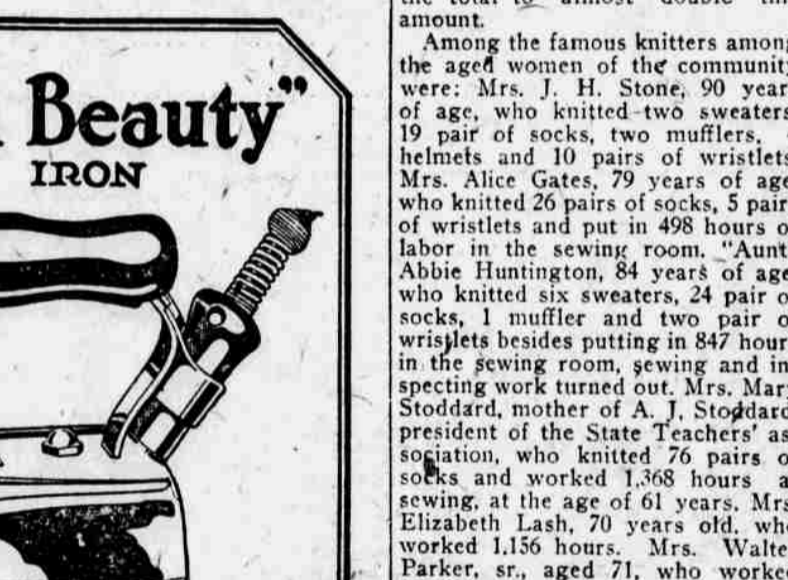 Beauty"
IRON
amount.
Among the famous knitters among
the aged women of the community
were: Mrs. J. H. Stone, 90 year
of age, who knitted two sweaters
19 pair of socks, two mufflers,
helmets and 10 pairs of wristlets
Mrs. Alice Gates, 79 years of age
who knitted 26 pairs of socks, 5 pair
of wristlets and put in 498 hours o
labor in the sewing room. "Aunt
Abbie Huntington, 84 years of age
who knitted six sweaters, 24 pair o
socks, 1 muffler and two pair o
wristlets besides putting in 847 hour
in the sewing room, sewing and in
specting work turned out. Mrs. Mary
Stoddard, mother of A. J. Stoddard
president of the State Teachers' as
sociation, who knitted 76 pairs o
socks and worked 1,368 hours a
sewing, at the age of 61 years. Mrs
Elizabeth Lash, 70 years old, who
worked 1,156 hours. Mrs. Walte
Parker, sr., aged 71, who worked